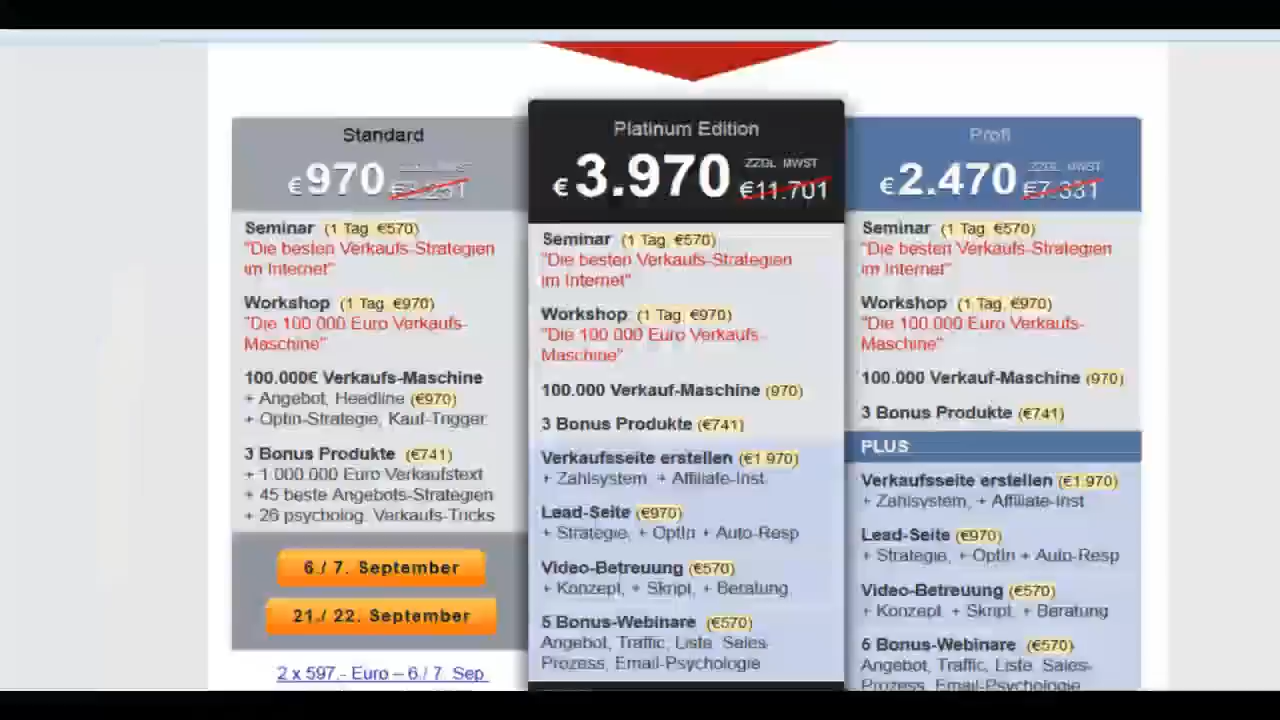 Standard
€970
Seminar (1 Tag, €570)
"Die besten Verkaufs-Strategien
im Internet"
Workshop (1 Tag, €970)
"Die 100.000 Euro Verkaufs-
Maschine"
100.000€ Verkaufs-Maschine
+ Angebot, Headline (€970)
+ Optin-Strategie, Kauf-Trigger
3 Bonus Produkte (€741)
+ 1.000.000 Euro Verkaufstext
+ 45 beste Angebots-Strategien
+ 26 psycholog. Verkaufs-Tricks
6./ 7. September
21./ 22. September
2 x 597.- Euro – 6./ 7. Sep.
Platinum Edition
€3.970 ZZGL. MWST
€11.701
Seminar (1 Tag, €570)
"Die besten Verkaufs-Strategien
im Internet"
Workshop (1 Tag, €970)
"Die 100.000 Euro Verkaufs-
Maschine"
100.000 Verkauf-Maschine (970)
3 Bonus Produkte (€741)
Verkaufsseite erstellen (€1.970)
+ Zahlsystem, + Affiliate-Inst.
Lead-Seite (€970)
+ Strategie, + OptIn + Auto-Resp
Video-Betreuung (€570)
+ Konzept, + Skript, + Beratung
5 Bonus-Webinare (€570)
Angebot, Traffic, Liste, Sales-
Prozess, Email-Psychologie
Profi
€2.470 ZZGL. MWST
Seminar (1 Tag, €570)
"Die besten Verkaufs-Strategien
im Internet"
Workshop (1 Tag, €970)
"Die 100.000 Euro Verkaufs-
Maschine"
100.000 Verkauf-Maschine (970)
3 Bonus Produkte (€741)
PLUS
Verkaufsseite erstellen (€1.970)
+ Zahlsystem, + Affiliate-Inst
Lead-Seite (€970)
+ Strategie, + OptIn + Auto-Resp
Video-Betreuung (€570)
+ Konzept, + Skript, + Beratung
5 Bonus-Webinare (€570)
Angebot, Traffic, Liste, Sales-
Prozess, Email-Psychologie